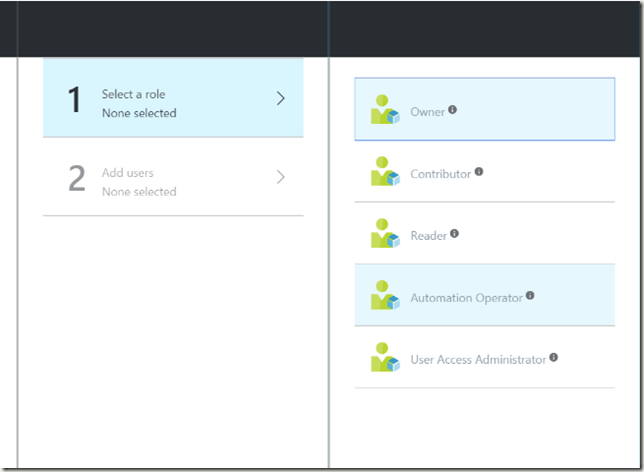 1
Select a role
None selected
2
Add users
None selected
Owner
Contributor
Reader
Automation Operator
User Access Administrator